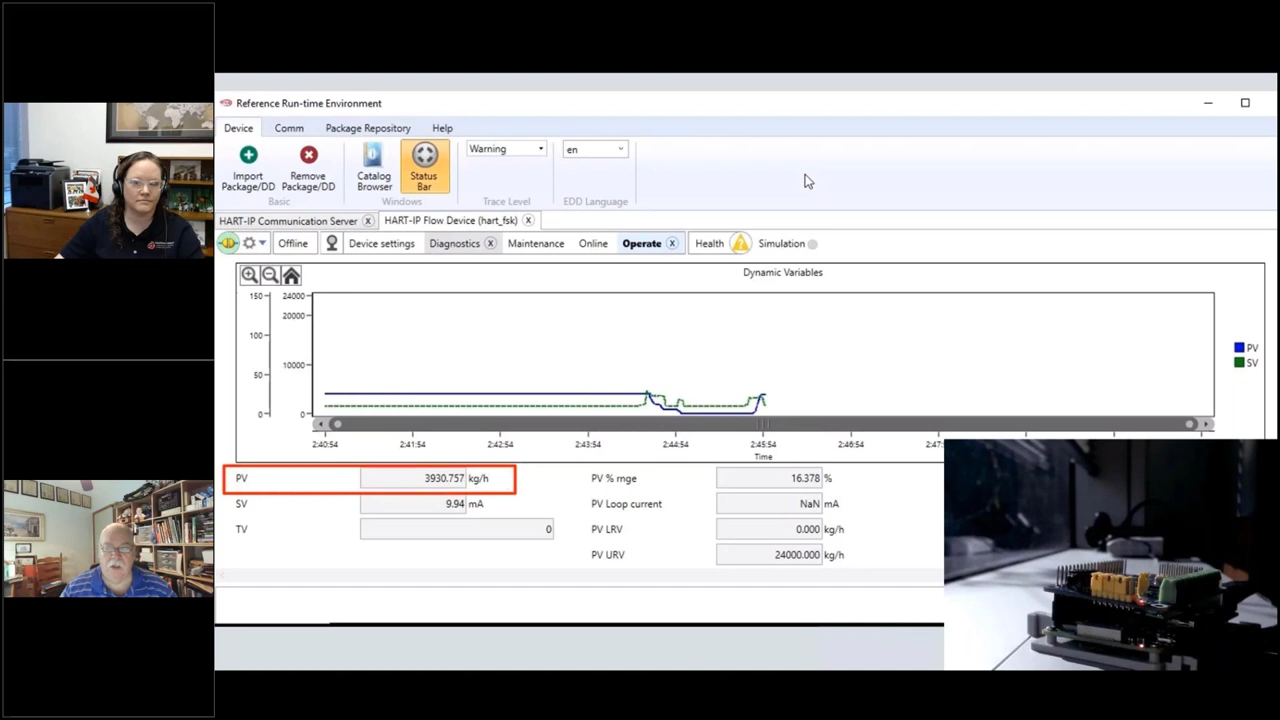 Reference Run-time Environment
Device Comm Package Repository Help
Import Package/DD
Remove Package/DD
Catalog Browser
Status Bar
Warning
en
Basic Windows Trace Level EDD Language
HART-IP Communication Server x HART-IP Flow Device (hart_fsk) x
Offline Device settings Diagnostics x Maintenance Online Operate x Health Simulation
Dynamic Variables
150 24000
20000
100
50 10000
0 0
PV
SV
2:40:54 2:41:54 2:42:54 2:43:54 2:44:54 2:45:54 2:46:54 2:47:
Time
PV 3930.757 kg/h PV % rnge 16.378 %
SV 9.94 mA PV Loop current NaN mA
TV 0 PV LRV 0.000 kg/h
PV URV 24000.000 kg/h